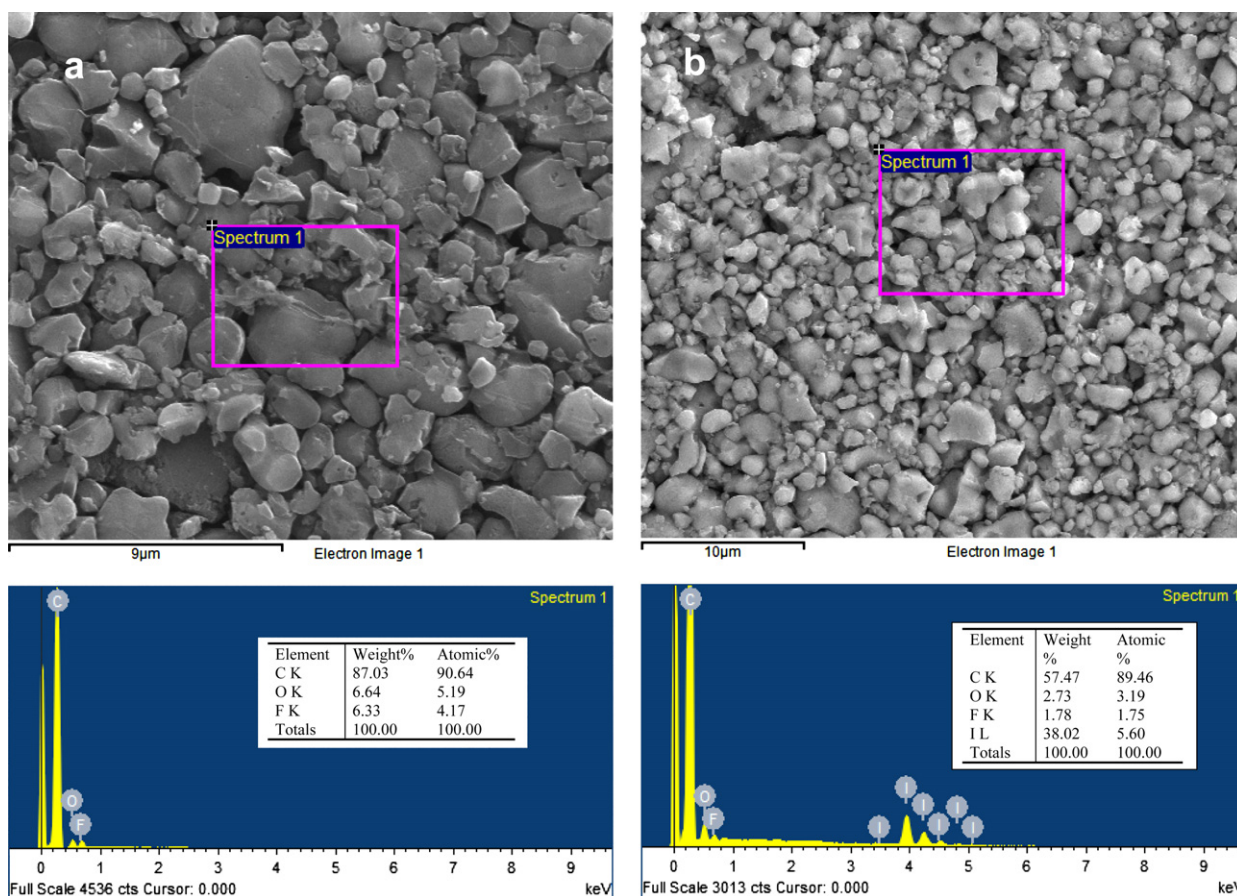 a
Spectrum 1
9µm
Electron Image 1
b
Spectrum 1
10µm
Electron Image 1
Spectrum 1
C
O
F
Element Weight% Atomic%
C K 87.03 90.64
O K 6.64 5.19
F K 6.33 4.17
Totals 100.00 100.00
0 1 2 3 4 5 6 7 8 9
Full Scale 4536 cts Cursor: 0.000 keV
Spectrum 1
C
O
F
I
I
I
I
I
I
Element Weight Atomic
% %
C K 57.47 89.46
O K 2.73 3.19
F K 1.78 1.75
I L 38.02 5.60
Totals 100.00 100.00
0 1 2 3 4 5 6 7 8 9
Full Scale 3013 cts Cursor: 0.000 keV